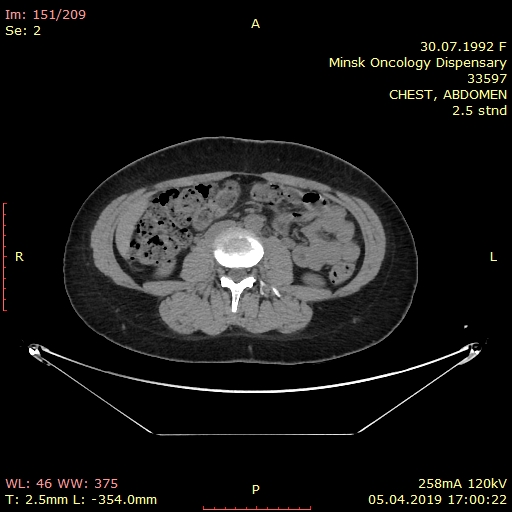 Im: 151/209
Se: 2
A
30.07.1992 F
Minsk Oncology Dispensary
33597
CHEST, ABDOMEN
2.5 stnd
R
L
WL: 46 WW: 375
T: 2.5mm L: -354.0mm
P
258mA 120kV
05.04.2019 17:00:22